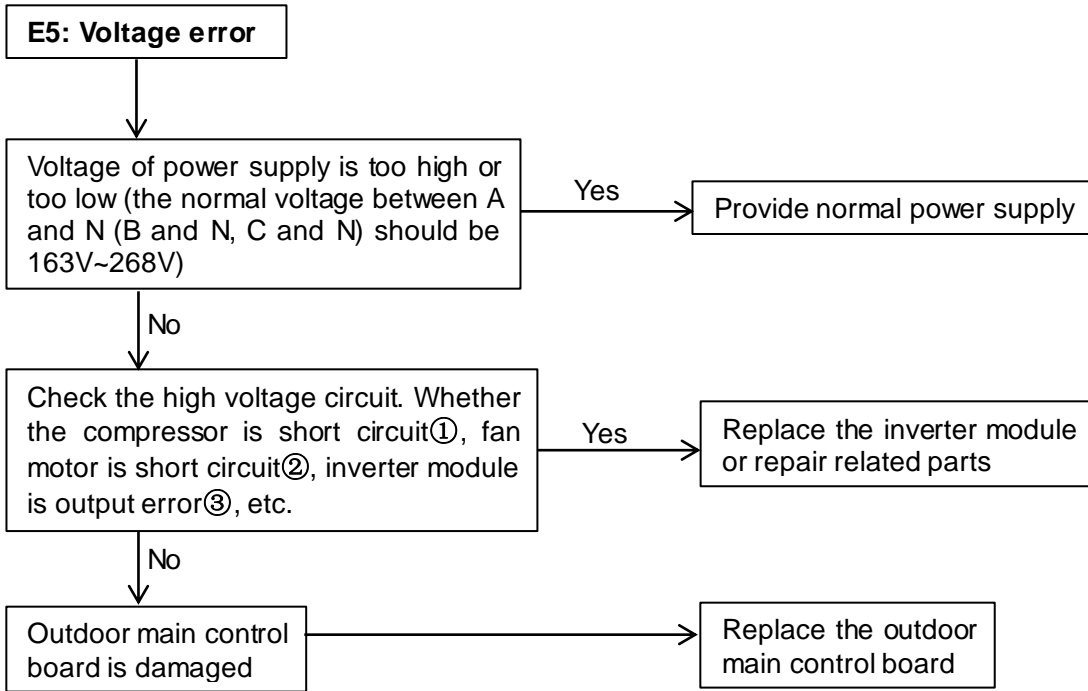 E5: Voltage error
Voltage of power supply is too high or
too low (the normal voltage between A
and N (B and N, C and N) should be
163V~268V)
Yes
Provide normal power supply
No
Check the high voltage circuit. Whether
the compressor is short circuit①, fan
motor is short circuit②, inverter module
is output error③, etc.
Yes
Replace the inverter module
or repair related parts
No
Outdoor main control
board is damaged
Replace the outdoor
main control board